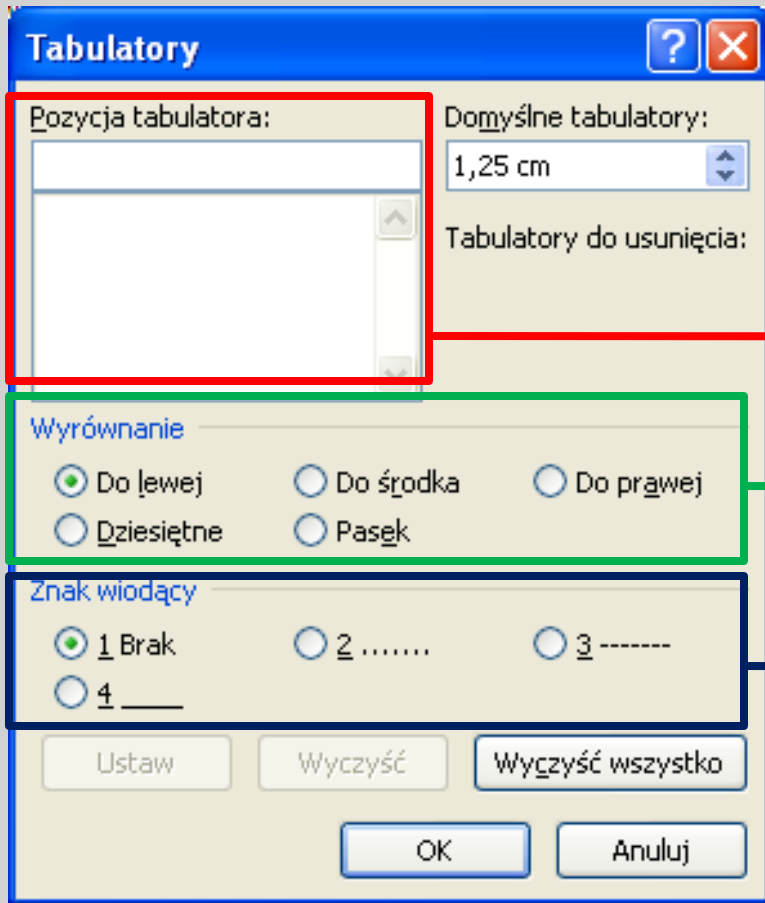 Tabulatory
Pozycja tabulatora:
Domyślne tabulatory:
1,25 cm
Tabulatory do usunięcia:
Wyrównanie
Do lewej Do środka Do prawej
Dziesiętne Pasek
Znak wiodący
1 Brak 2 ....... 3 -------
4 ____
Ustaw Wyczyść Wyczyść wszystko
OK Anuluj